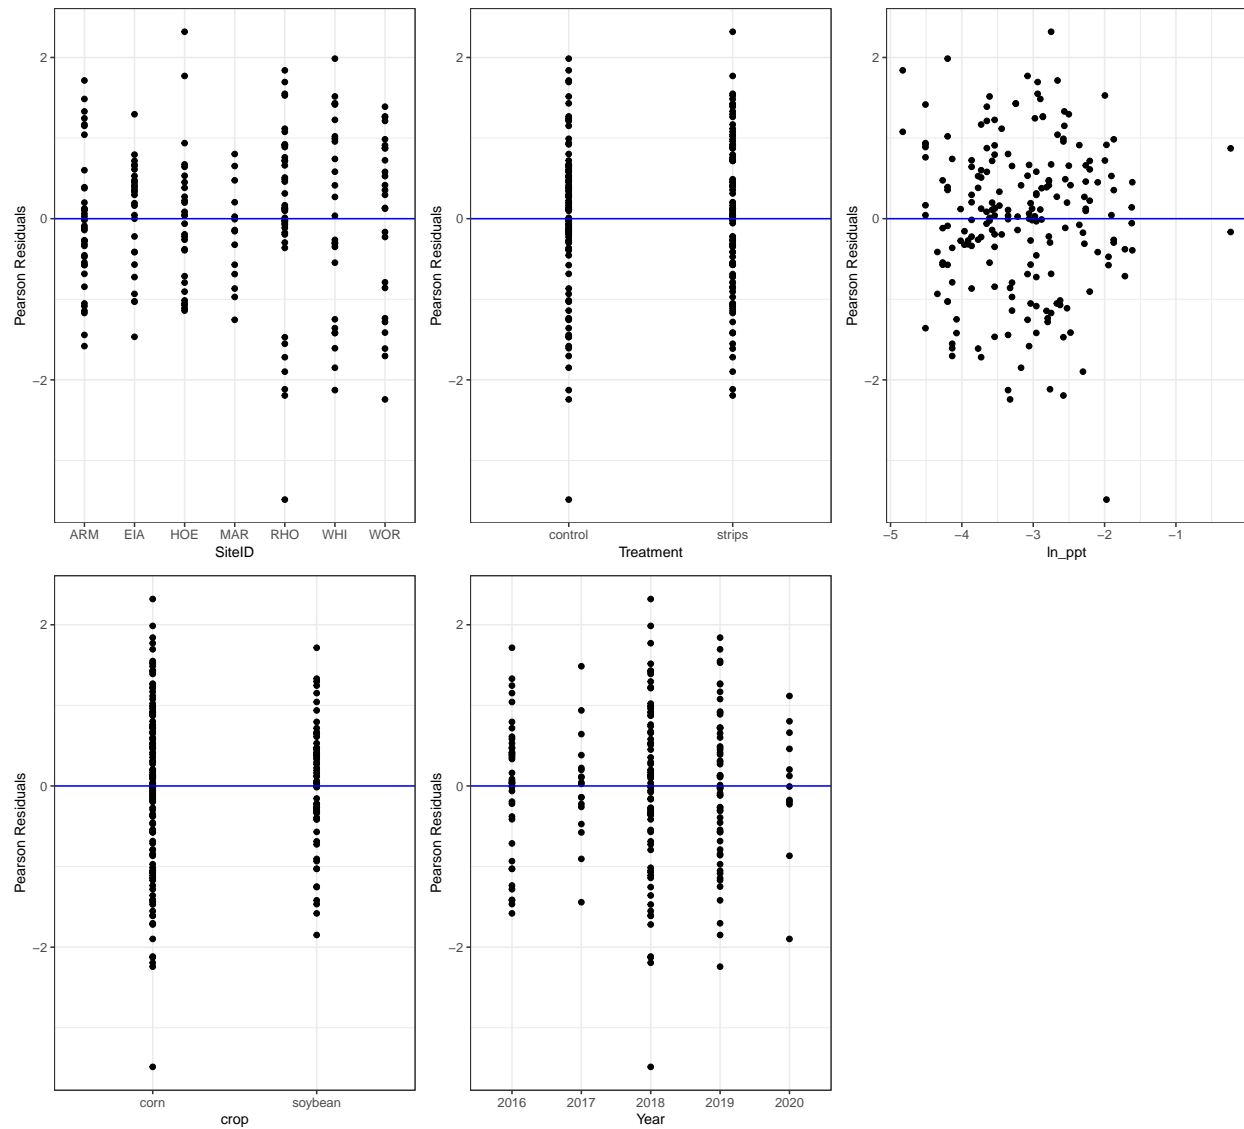 2
0
−2
Pearson Residuals
ARM EIA HOE MAR RHO WHI WOR
SiteID
2
0
−2
Pearson Residuals
control strips
Treatment
2
0
−2
Pearson Residuals
−5 −4 −3 −2 −1
ln_ppt
2
0
−2
Pearson Residuals
corn soybean
crop
2
0
−2
Pearson Residuals
2016 2017 2018 2019 2020
Year